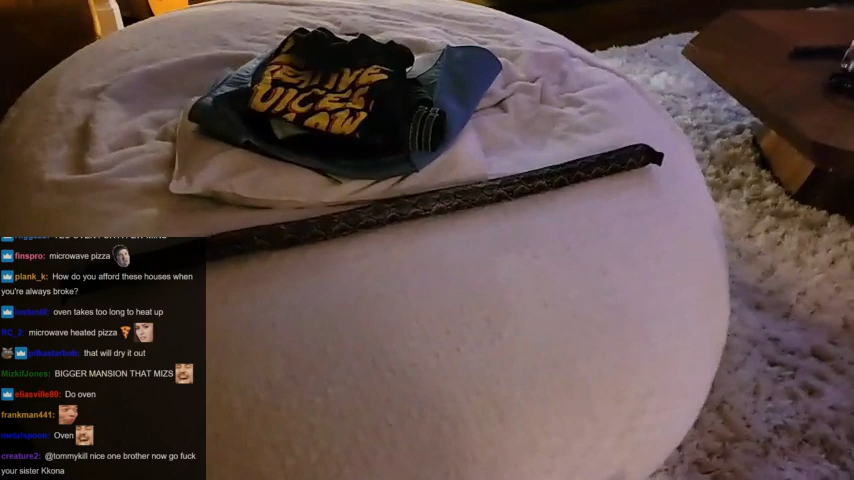 EATIVE
UICES
LOW
finspro: microwave pizza
plank_k: How do you afford these houses when
you're always broke?
oven takes too long to heat up
RC_2: microwave heated pizza
that will dry it out
MizkifJones: BIGGER MANSION THAT MIZS
eliasville80: Do oven
frankman441:
metalspoon: Oven
creature2: @tommykill nice one brother now go fuck
your sister Kkona